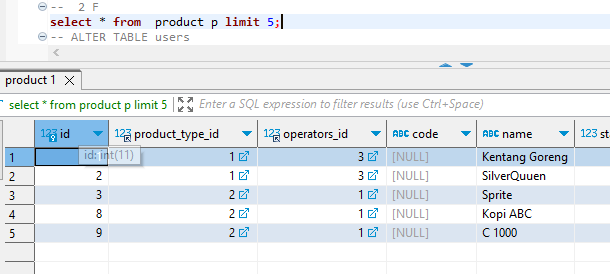 -- 2 F
select * from product p limit 5;
-- ALTER TABLE users
product 1
select * from product p limit 5
Enter a SQL expression to filter results (use Ctrl+Space)
123 id 123 product_type_id 123 operators_id ABC code ABC name 123 st
1 1 3 [NULL] Kentang Goreng
id: int(11)
2 2 1 3 [NULL] SilverQuuen
3 3 2 1 [NULL] Sprite
4 8 2 1 [NULL] Kopi ABC
5 9 2 1 [NULL] C 1000